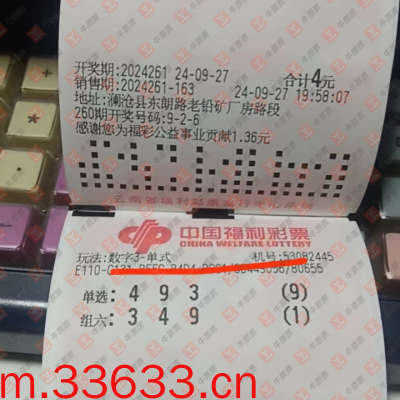 开奖期:2024261 24-09-27 合计4元
销售期:2024261-163 24-09-27 19:58:07
地址:澜沧县东朗路老铅矿厂房路段
260期开奖号码:9-2-6
感谢您为福彩公益事业贡献1.36元
中国福利彩票
CHINA WELFARE LOTTERY
玩法:数字3-单式 机号:53082445
单选: 4 9 3 (9)
组六: 3 4 9 (1)
m.33633.cn